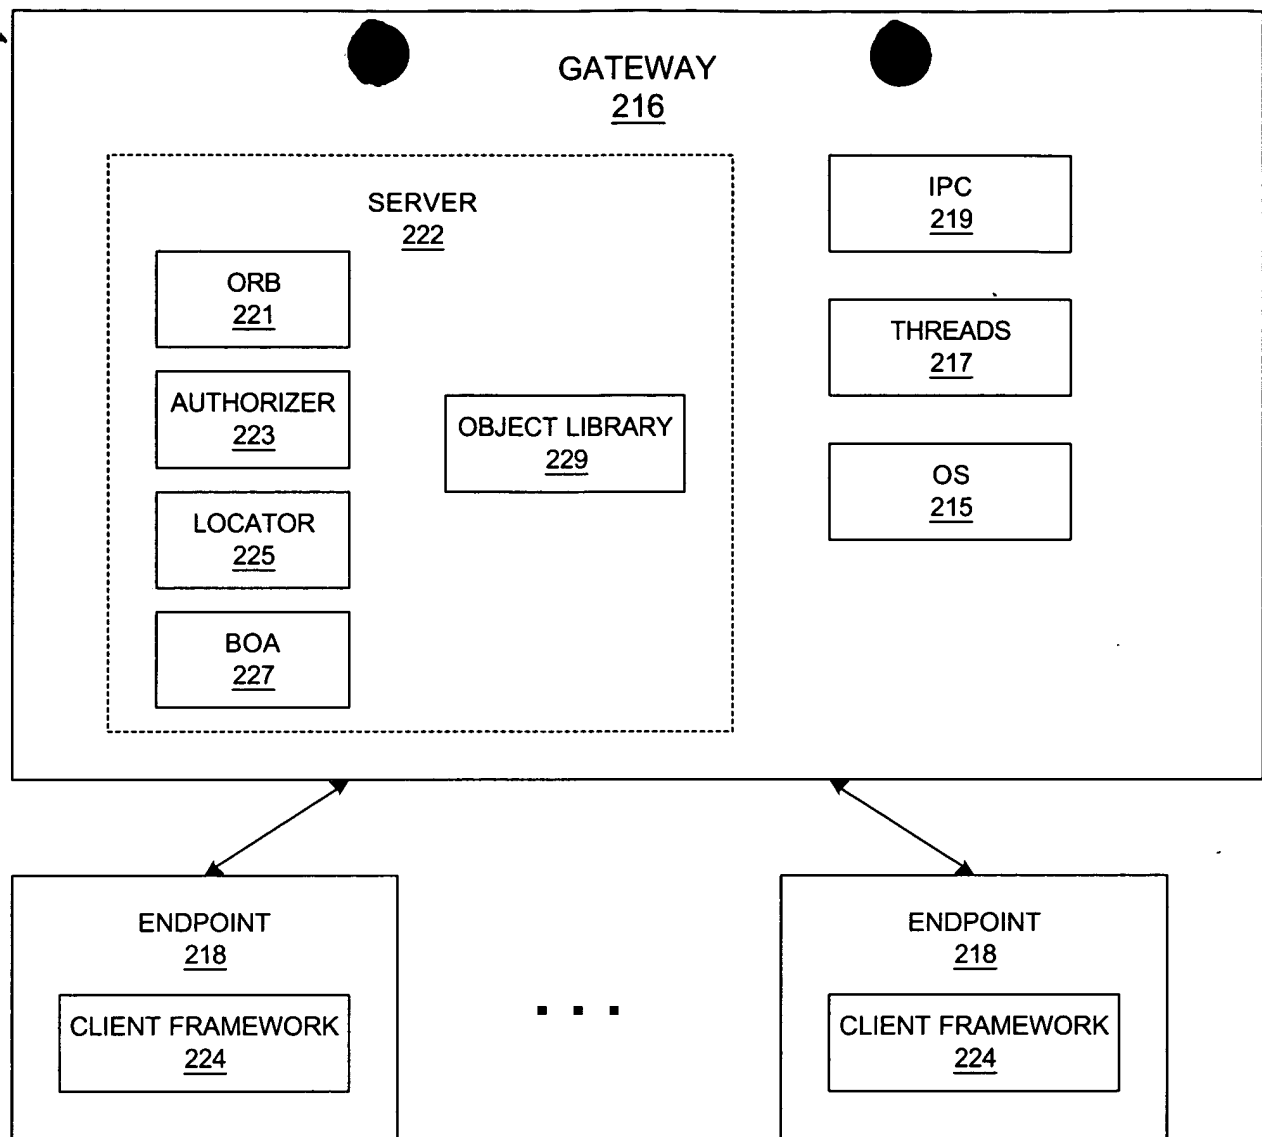 GATEWAY
216
SERVER
222
ORB
221
AUTHORIZER
223
LOCATOR
225
BOA
227
OBJECT LIBRARY
229
IPC
219
THREADS
217
OS
215
ENDPOINT
218
CLIENT FRAMEWORK
224
. . .
ENDPOINT
218
CLIENT FRAMEWORK
224